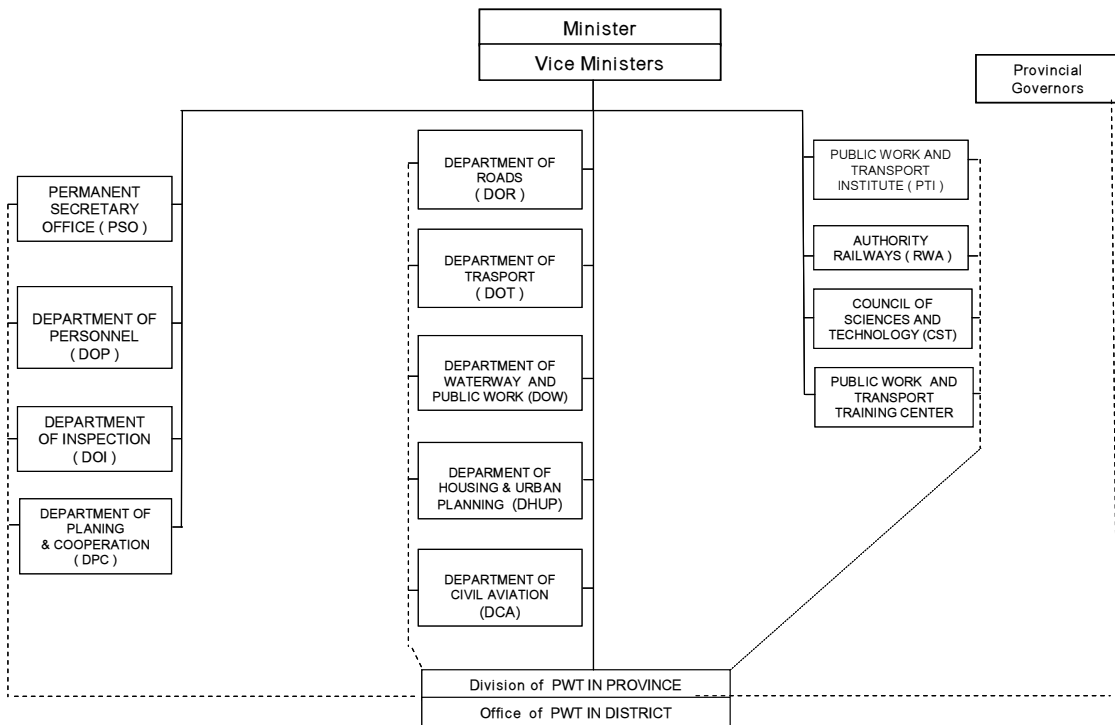 Minister
Vice Ministers
Provincial
Governors
PERMANENT
SECRETARY
OFFICE ( PSO )
DEPARTMENT OF
PERSONNEL
( DOP )
DEPARTMENT
OF INSPECTION
( DOI )
DEPARTMENT OF
PLANING
& COOPERATION
( DPC )
DEPARTMENT OF
ROADS
( DOR )
DEPARTMENT OF
TRASPORT
( DOT )
DEPARTMENT OF
WATERWAY AND
PUBLIC WORK (DOW)
DEPARMENT OF
HOUSING & URBAN
PLANNING (DHUP)
DEPARTMENT OF
CIVIL AVIATION
(DCA)
PUBLIC WORK AND
TRANSPORT
INSTITUTE ( PTI )
AUTHORITY
RAILWAYS ( RWA )
COUNCIL OF
SCIENCES AND
TECHNOLOGY (CST)
PUBLIC WORK AND
TRANSPORT
TRAINING CENTER
Division of PWT IN PROVINCE
Office of PWT IN DISTRICT